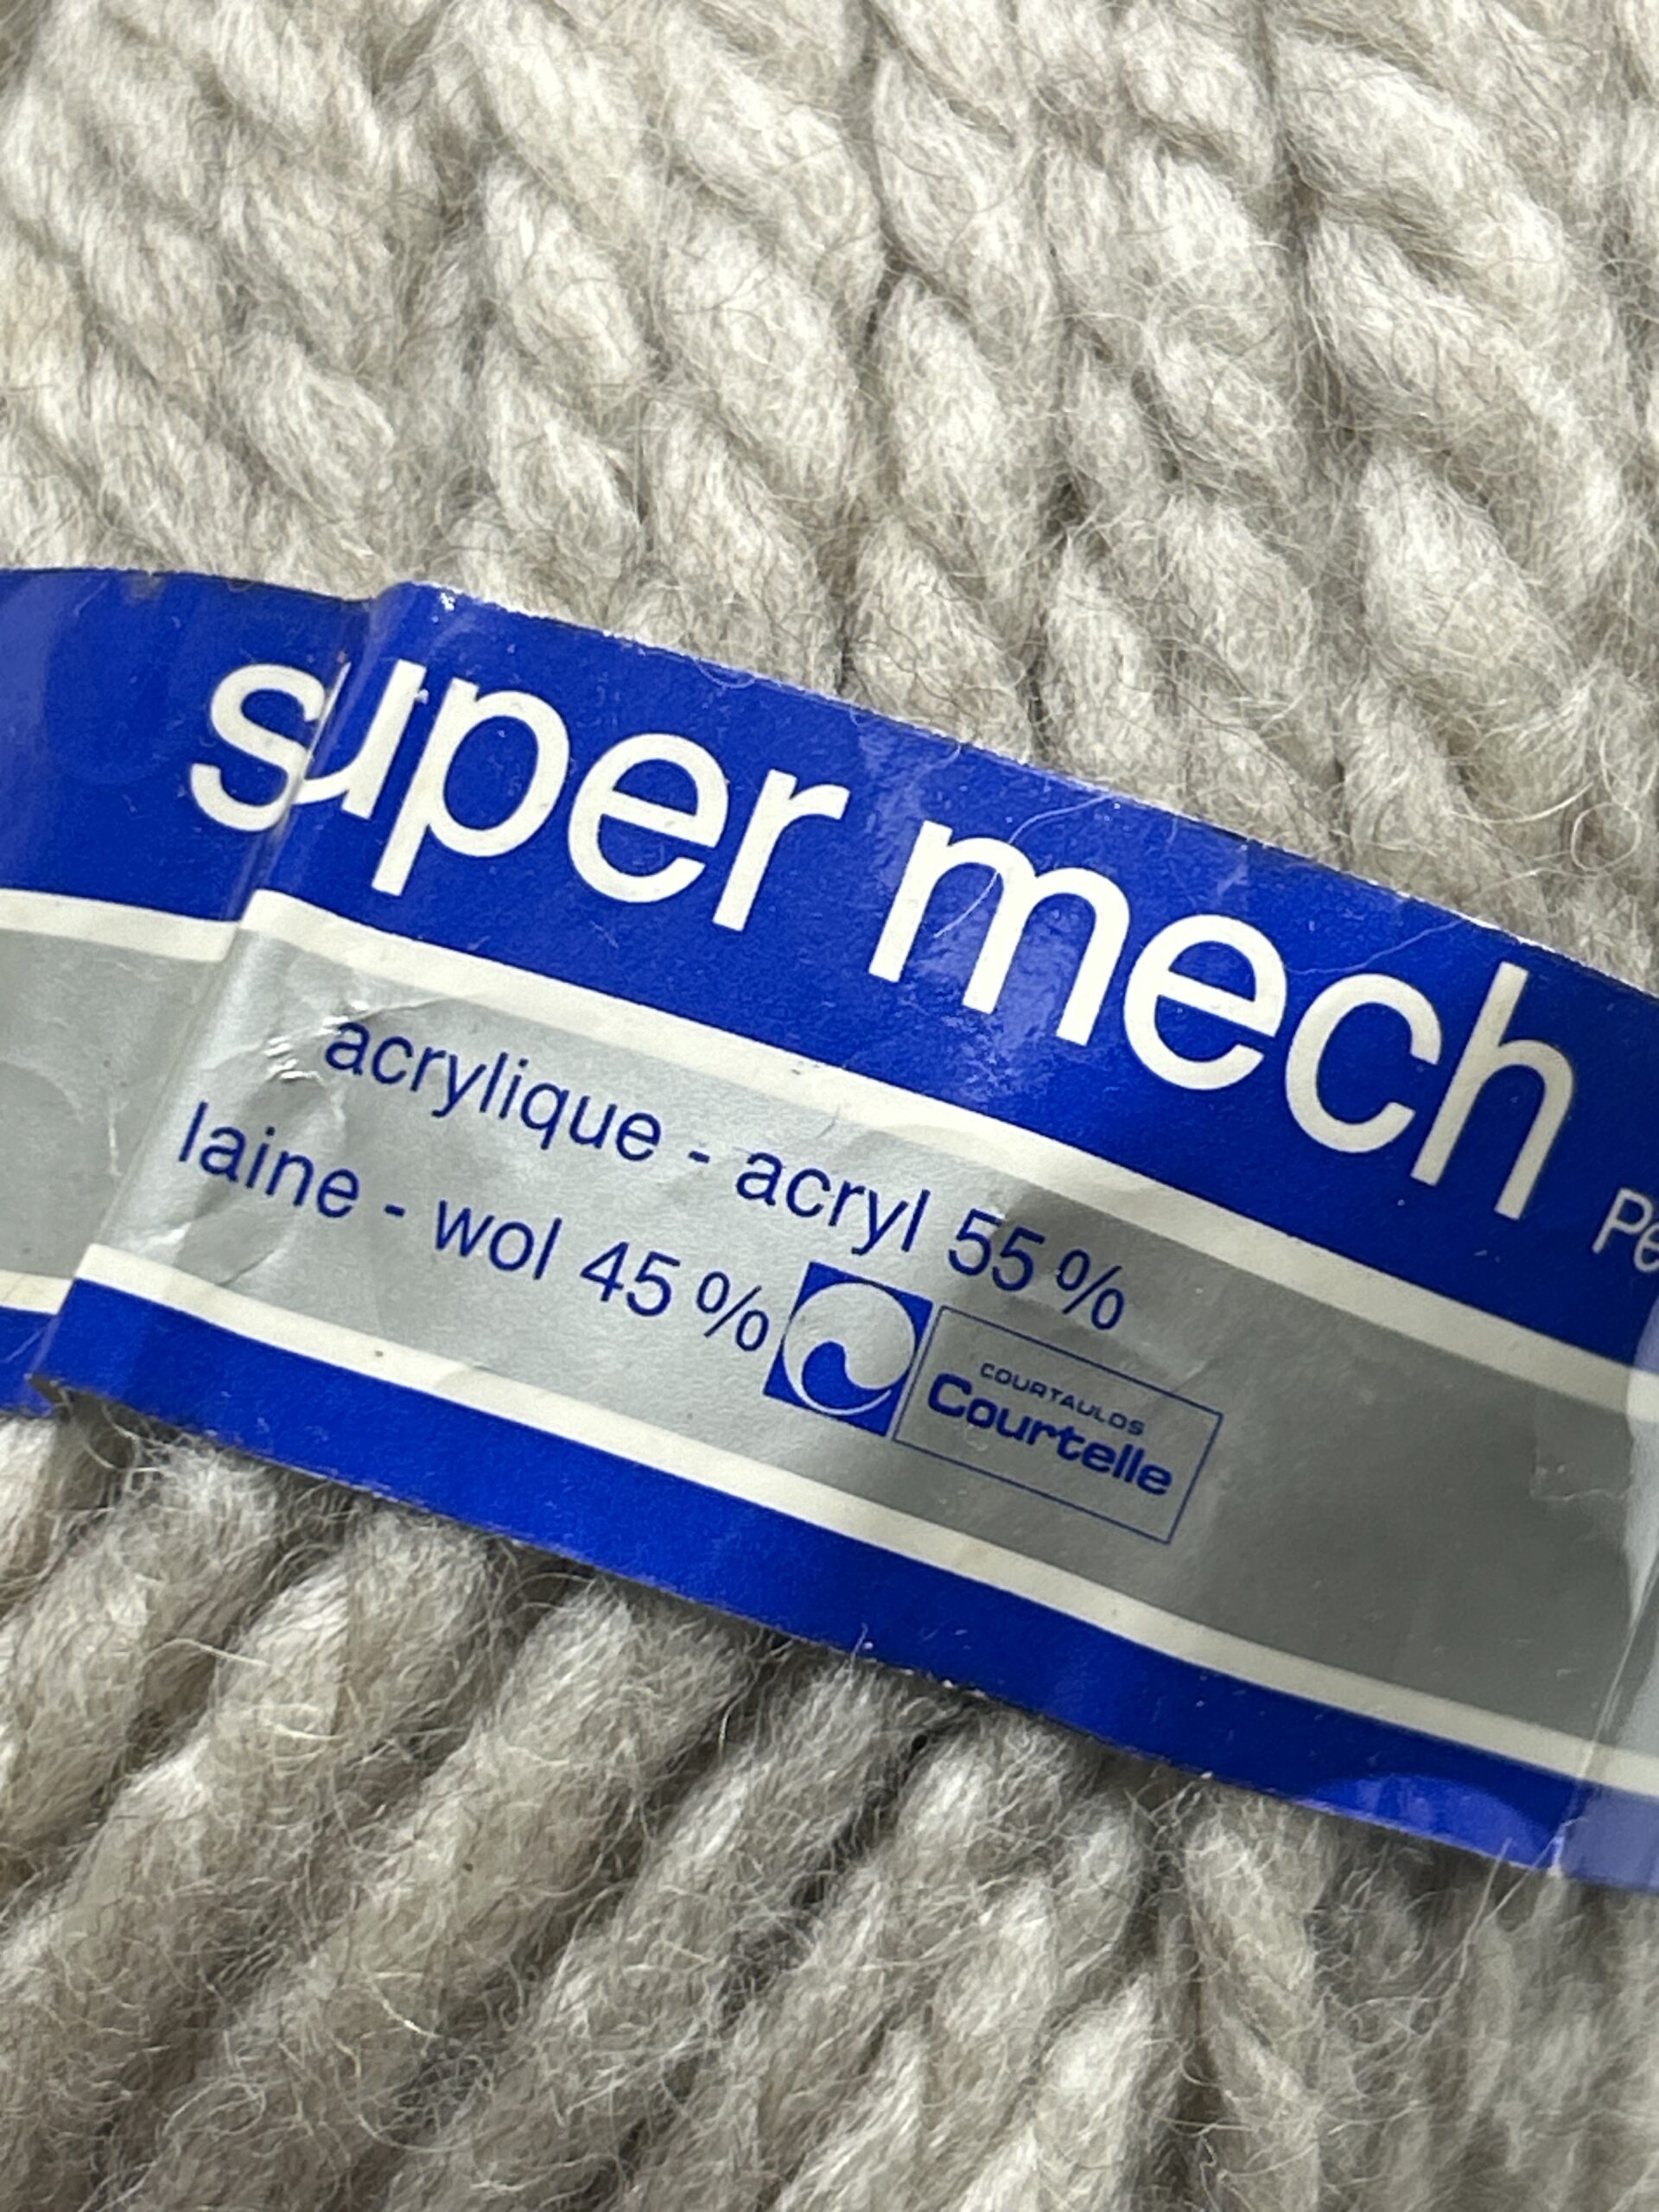 super mech
acrylique - acryl 55 %
laine - wol 45 %
COURTAULDS
Courtelle